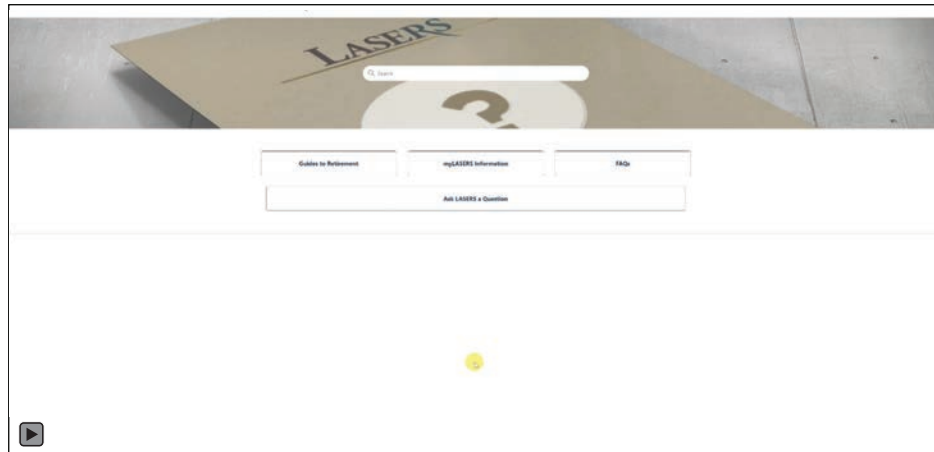 LASERS
Search
Guides to Retirement
myLASERS Information
FAQs
Ask LASERS a Question